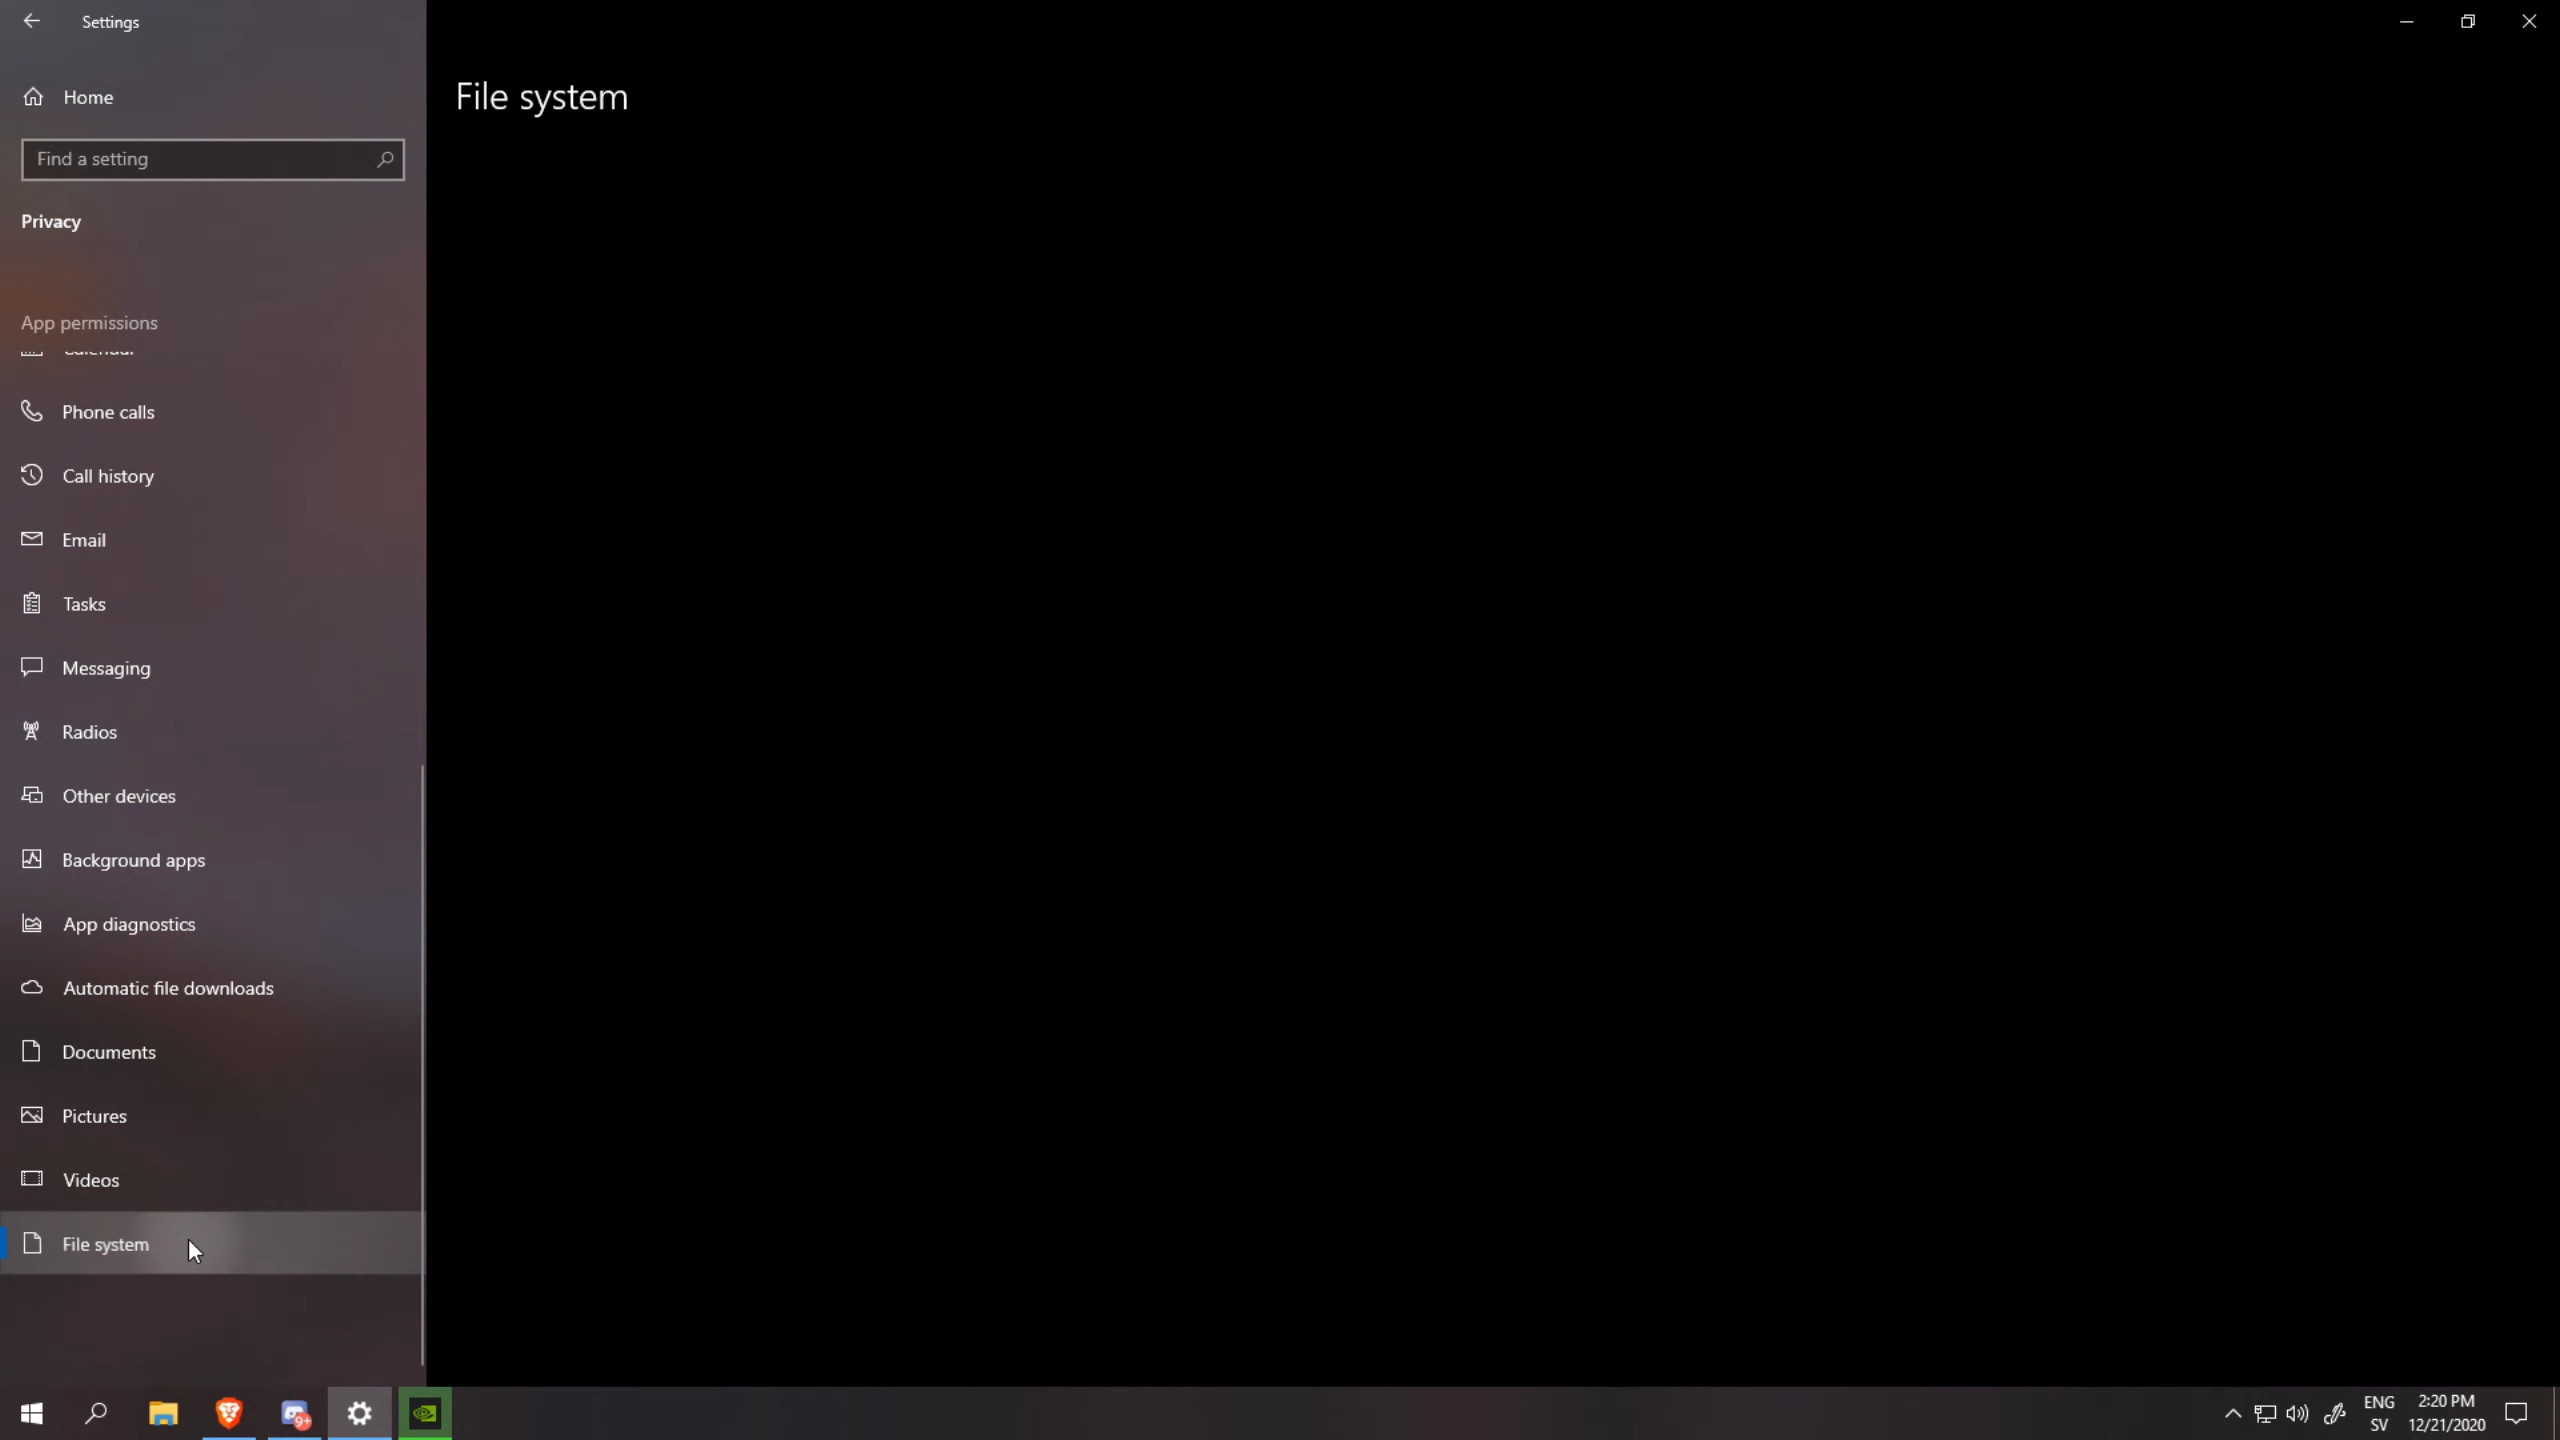 Settings
Home
Find a setting
Privacy
App permissions
Calendar
Phone calls
Call history
Email
Tasks
Messaging
Radios
Other devices
Background apps
App diagnostics
Automatic file downloads
Documents
Pictures
Videos
File system
File system
9+
ENG
SV
2:20 PM
12/21/2020